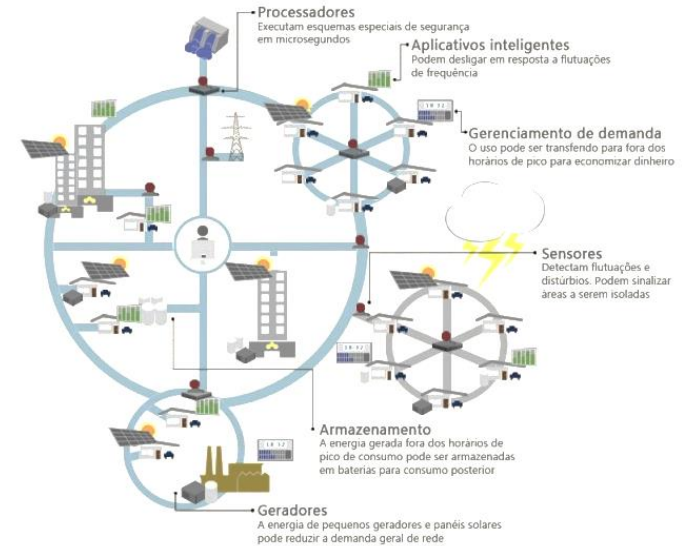 Processadores
Executam esquemas especiais de segurança
em microsegundos
Aplicativos inteligentes
Podem desligar em resposta a flutuações
de frequência
Gerenciamento de demanda
O uso pode ser transfendo para fora dos
horários de pico para economizar dinheiro
Sensores
Detectam flutuações e
distúrbios. Podem sinalizar
áreas a serem isoladas
Armazenamento
A energia gerada fora dos horários de
pico de consumo pode ser armazenadas
em baterias para consumo posterior
Geradores
A energia de pequenos geradores e panéis solares
pode reduzir a demanda geral de rede